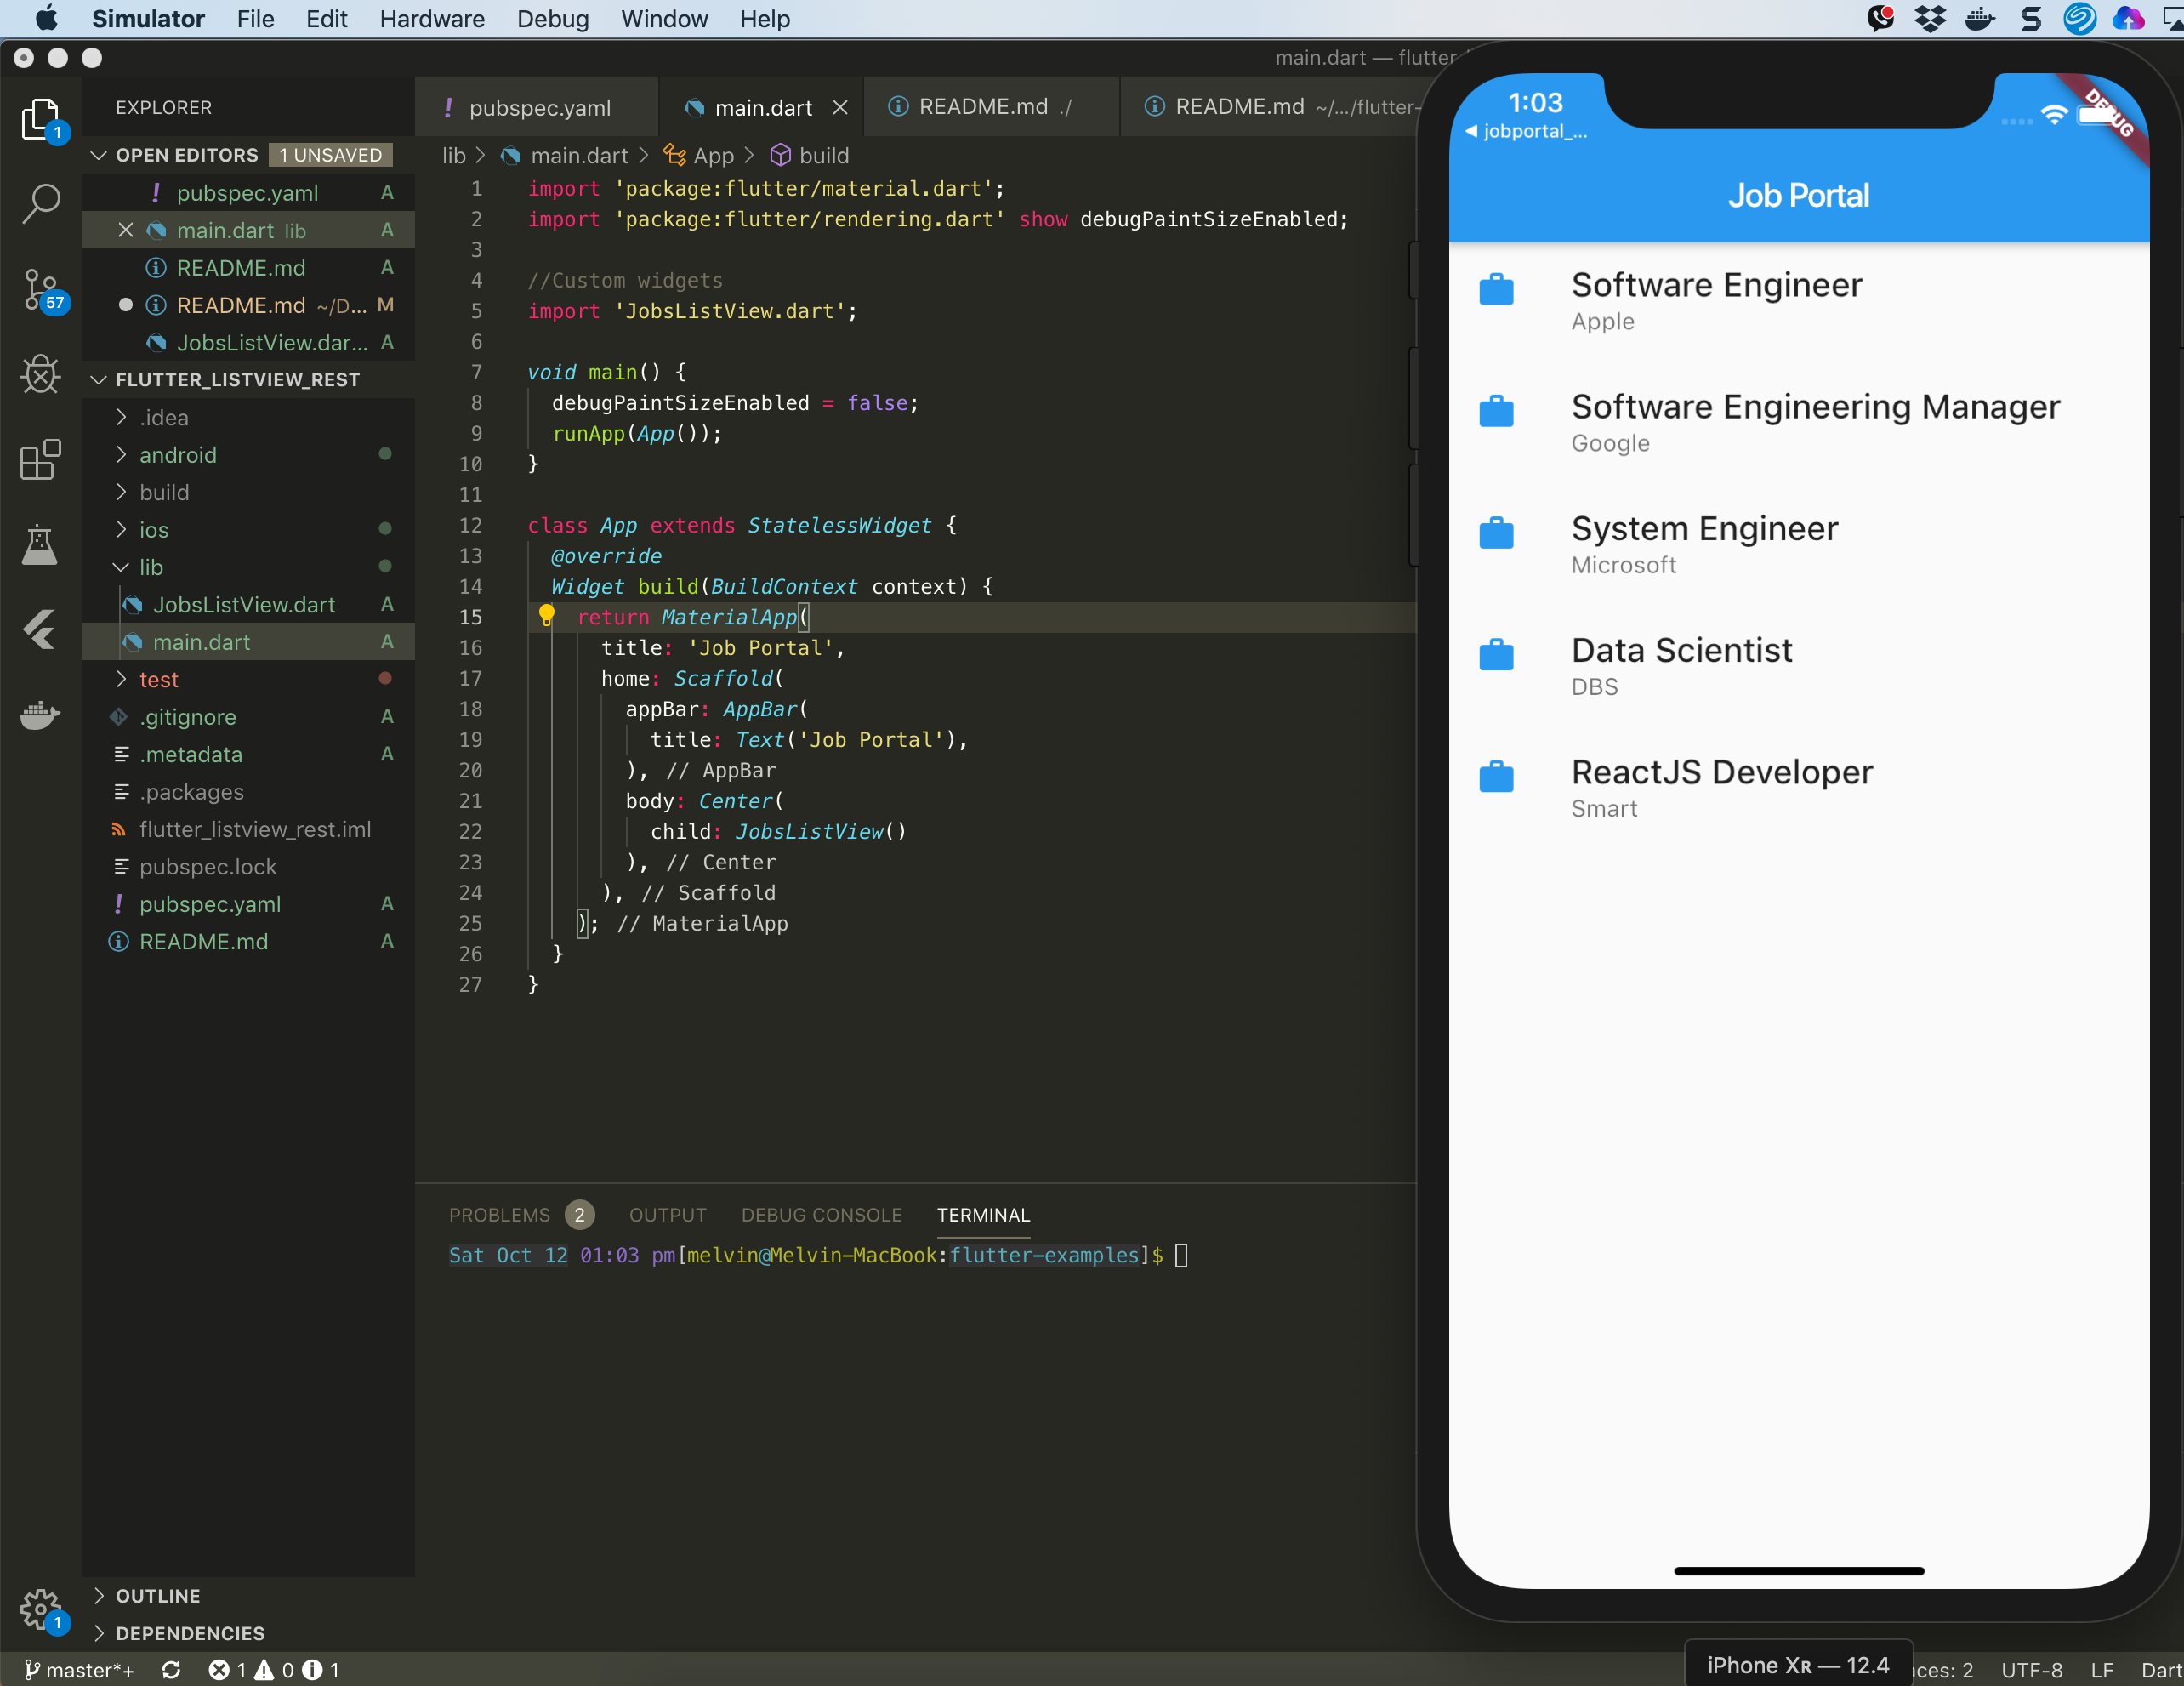 Simulator File Edit Hardware Debug Window Help
main.dart — flutter-
EXPLORER
OPEN EDITORS 1 UNSAVED
! pubspec.yaml A
main.dart lib A
README.md A
README.md ~/D... M
JobsListView.dar... A
FLUTTER_LISTVIEW_REST
.idea
android
build
ios
lib
JobsListView.dart A
main.dart A
test
.gitignore A
.metadata A
.packages
flutter_listview_rest.iml
pubspec.lock
! pubspec.yaml A
README.md A
OUTLINE
DEPENDENCIES
1
57
1
! pubspec.yaml main.dart README.md ./ README.md ~/.../flutter-
lib > main.dart > App > build
1 import 'package:flutter/material.dart';
2 import 'package:flutter/rendering.dart' show debugPaintSizeEnabled;
3
4 //Custom widgets
5 import 'JobsListView.dart';
6
7 void main() {
8 debugPaintSizeEnabled = false;
9 runApp(App());
10 }
11
12 class App extends StatelessWidget {
13 @override
14 Widget build(BuildContext context) {
15 return MaterialApp(
16 title: 'Job Portal',
17 home: Scaffold(
18 appBar: AppBar(
19 title: Text('Job Portal'),
20 ), // AppBar
21 body: Center(
22 child: JobsListView()
23 ), // Center
24 ), // Scaffold
25 ); // MaterialApp
26 }
27 }
PROBLEMS 2 OUTPUT DEBUG CONSOLE TERMINAL
Sat Oct 12 01:03 pm[melvin@Melvin-MacBook:flutter-examples]$
1:03
jobportal_...
DEBUG
Job Portal
Software Engineer
Apple
Software Engineering Manager
Google
System Engineer
Microsoft
Data Scientist
DBS
ReactJS Developer
Smart
iPhone Xʀ — 12.4
master*+ 1 0 1 ces: 2 UTF-8 LF Dart